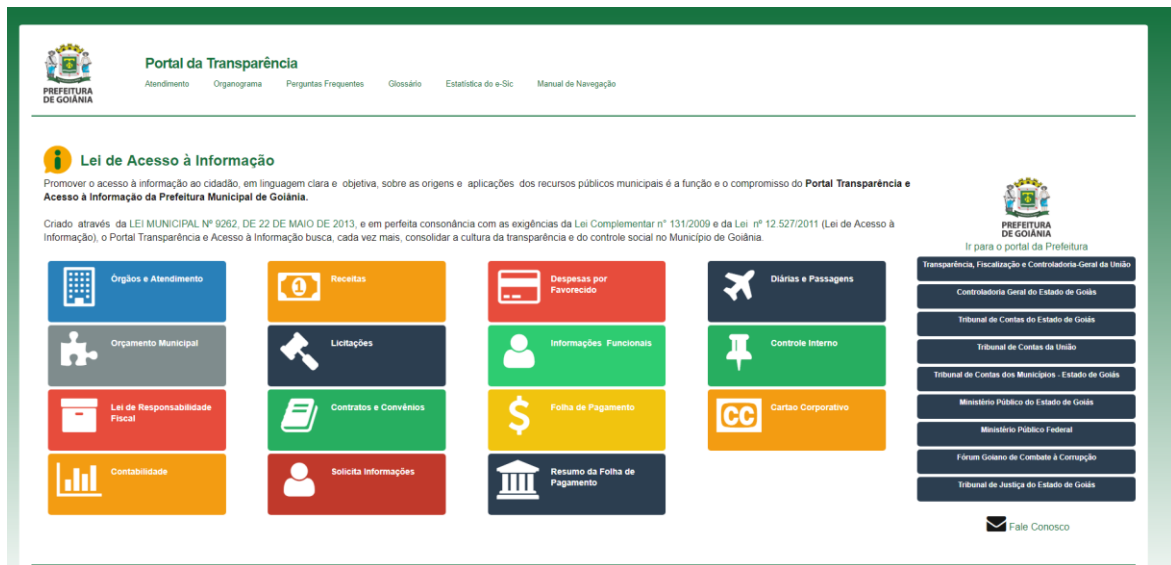 PREFEITURA
DE GOIÂNIA
Portal da Transparência
Atendimento Organograma Perguntas Frequentes Glossário Estatística do e-Sic Manual de Navegação
Lei de Acesso à Informação
Promover o acesso à informação ao cidadão, em linguagem clara e objetiva, sobre as origens e aplicações dos recursos públicos municipais é a função e o compromisso do Portal Transparência e
Acesso à Informação da Prefeitura Municipal de Goiânia.
Criado através da LEI MUNICIPAL Nº 9262, DE 22 DE MAIO DE 2013, e em perfeita consonância com as exigências da Lei Complementar n° 131/2009 e da Lei nº 12.527/2011 (Lei de Acesso à
Informação), o Portal Transparência e Acesso à Informação busca, cada vez mais, consolidar a cultura da transparência e do controle social no Município de Goiânia.
Órgãos e Atendimento
1
Receitas
Despesas por
Favorecido
Diárias e Passagens
Orçamento Municipal
Licitações
Informações Funcionais
Controle Interno
Lei de Responsabilidade
Fiscal
Contratos e Convênios
$
Folha de Pagamento
CC
Cartao Corporativo
Contabilidade
Solicita Informações
Resumo da Folha de
Pagamento
PREFEITURA
DE GOIÂNIA
Ir para o portal da Prefeitura
Transparência, Fiscalização e Controladoria-Geral da União
Controladoria Geral do Estado de Goiás
Tribunal de Contas do Estado de Goiás
Tribunal de Contas da União
Tribunal de Contas dos Municípios - Estado de Goiás
Ministério Público do Estado de Goiás
Ministério Público Federal
Fórum Goiano de Combate à Corrupção
Tribunal de Justiça do Estado de Goiás
Fale Conosco